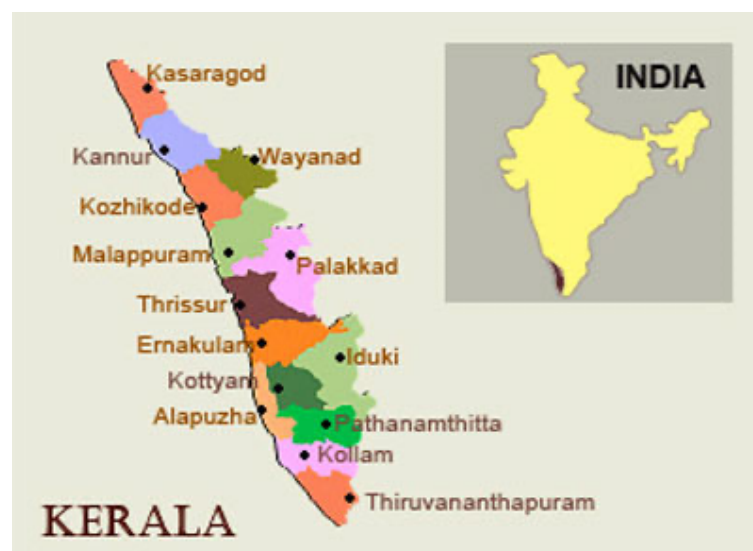 Kasaragod
INDIA
Kannur
Wayanad
Kozhikode
Malappuram
Palakkad
Thrissur
Ernakulam
Iduki
Kottyam
Alapuzha
Pathanamthitta
Kollam
Thiruvananthapuram
KERALA